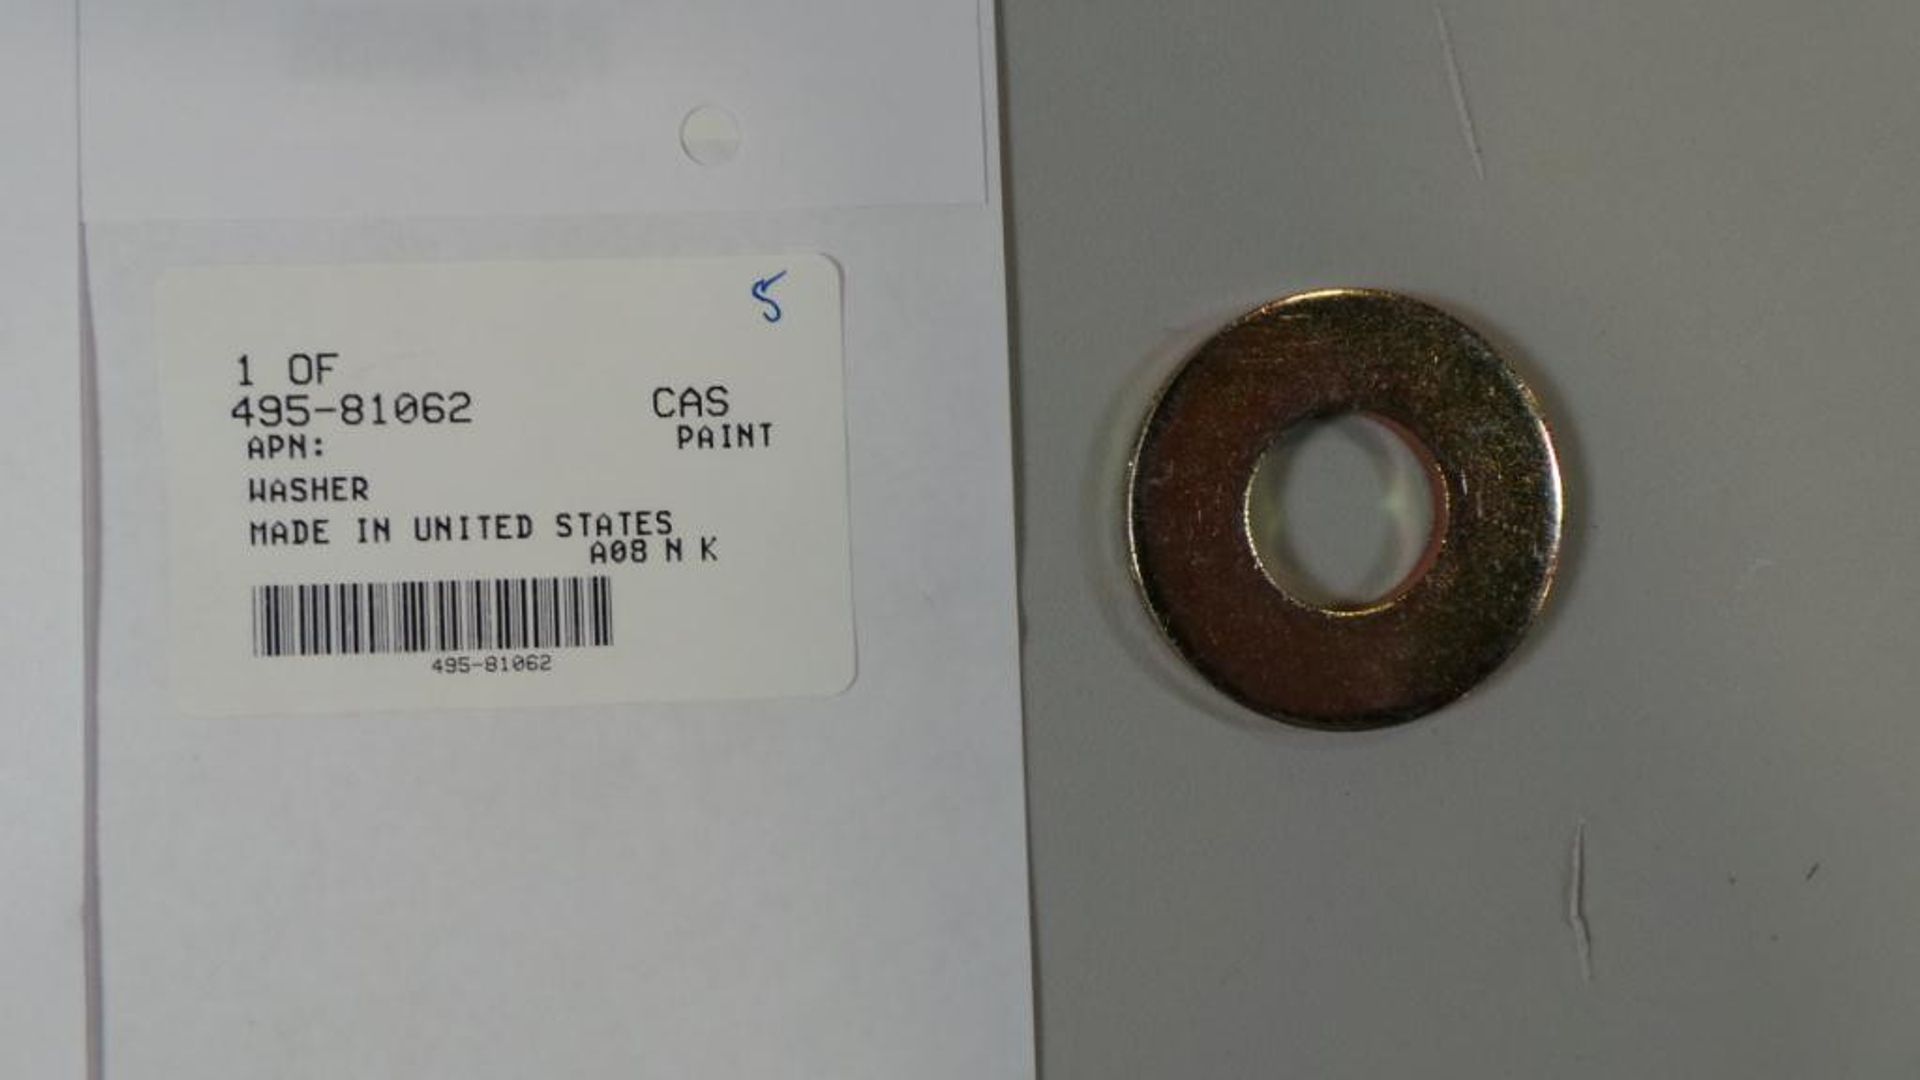 5
1 OF
495-81062 CAS
APN: PAINT
WASHER
MADE IN UNITED STATES
A08 N K
495-81062